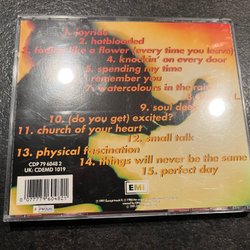 1. joyride
2. hotblooded
3. fading like a flower (every time you leave)
4. knockin' on every door
5. spending my time
remember you
7. watercolours in the rain
9. soul dee
10. (do you get) excited?
11. church of your heart
12. small talk
13. physical fascination
14. things will never be the same
15. perfect day
CDP 79 6048 2
UK: CDEMD 1019
EMI